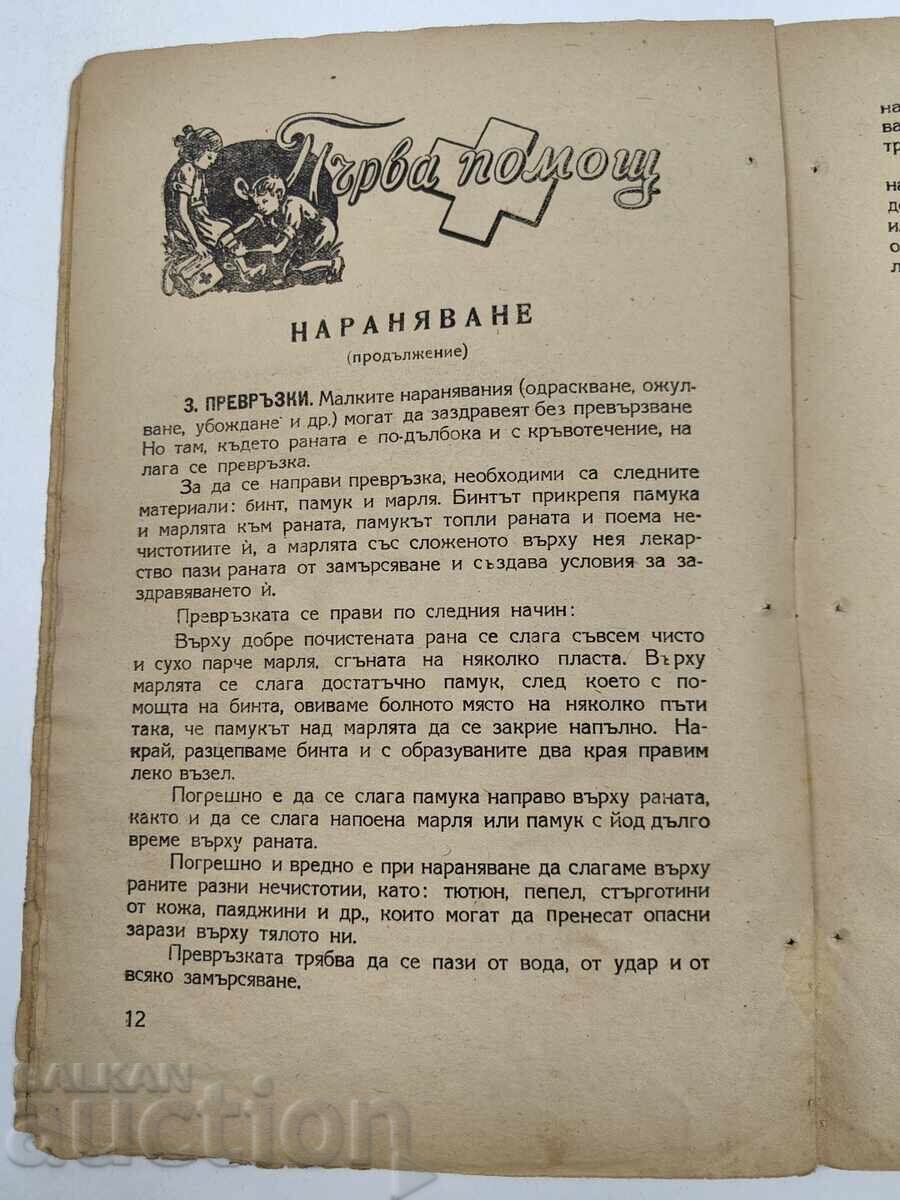 Първа помощ
НАРАНЯВАНЕ
(продължение)
3. ПРЕВРЪЗКИ. Малките наранявания (одраскване, ожул-
ване, убождане и др.) могат да заздравеят без превързване
Но там, където раната е по-дълбока и с кръвотечение, на
лага се превръзка.
За да се направи превръзка, необходими са следните
материали: бинт, памук и марля. Бинтът прикрепя памука
и марлята към раната, памукът топли раната и поема не-
чистотиите ѝ, а марлята със сложеното върху нея лекар-
ство пази раната от замърсяване и създава условия за за-
здравяването ѝ.
Превръзката се прави по следния начин:
Върху добре почистената рана се слага съвсем чисто
и сухо парче марля, сгъната на няколко пласта. Върху
марлята се слага достатъчно памук, след което с по-
мощта на бинта, овиваме болното място на няколко пъти
така, че памукът над марлята да се закрие напълно. На-
край, разцепваме бинта и с образуваните два края правим
леко възел.
Погрешно е да се слага памука направо върху раната,
както и да се слага напоена марля или памук с йод дълго
време върху раната.
Погрешно и вредно е при нараняване да слагаме върху
раните разни нечистотии, като: тютюн, пепел, стърготини
от кожа, паяджини и др., които могат да пренесат опасни
зарази върху тялото ни.
Превръзката трябва да се пази от вода, от удар и от
всяко замърсяване.
12
на
ва
тр
на
до
ил
о
л
BALKAN
auction